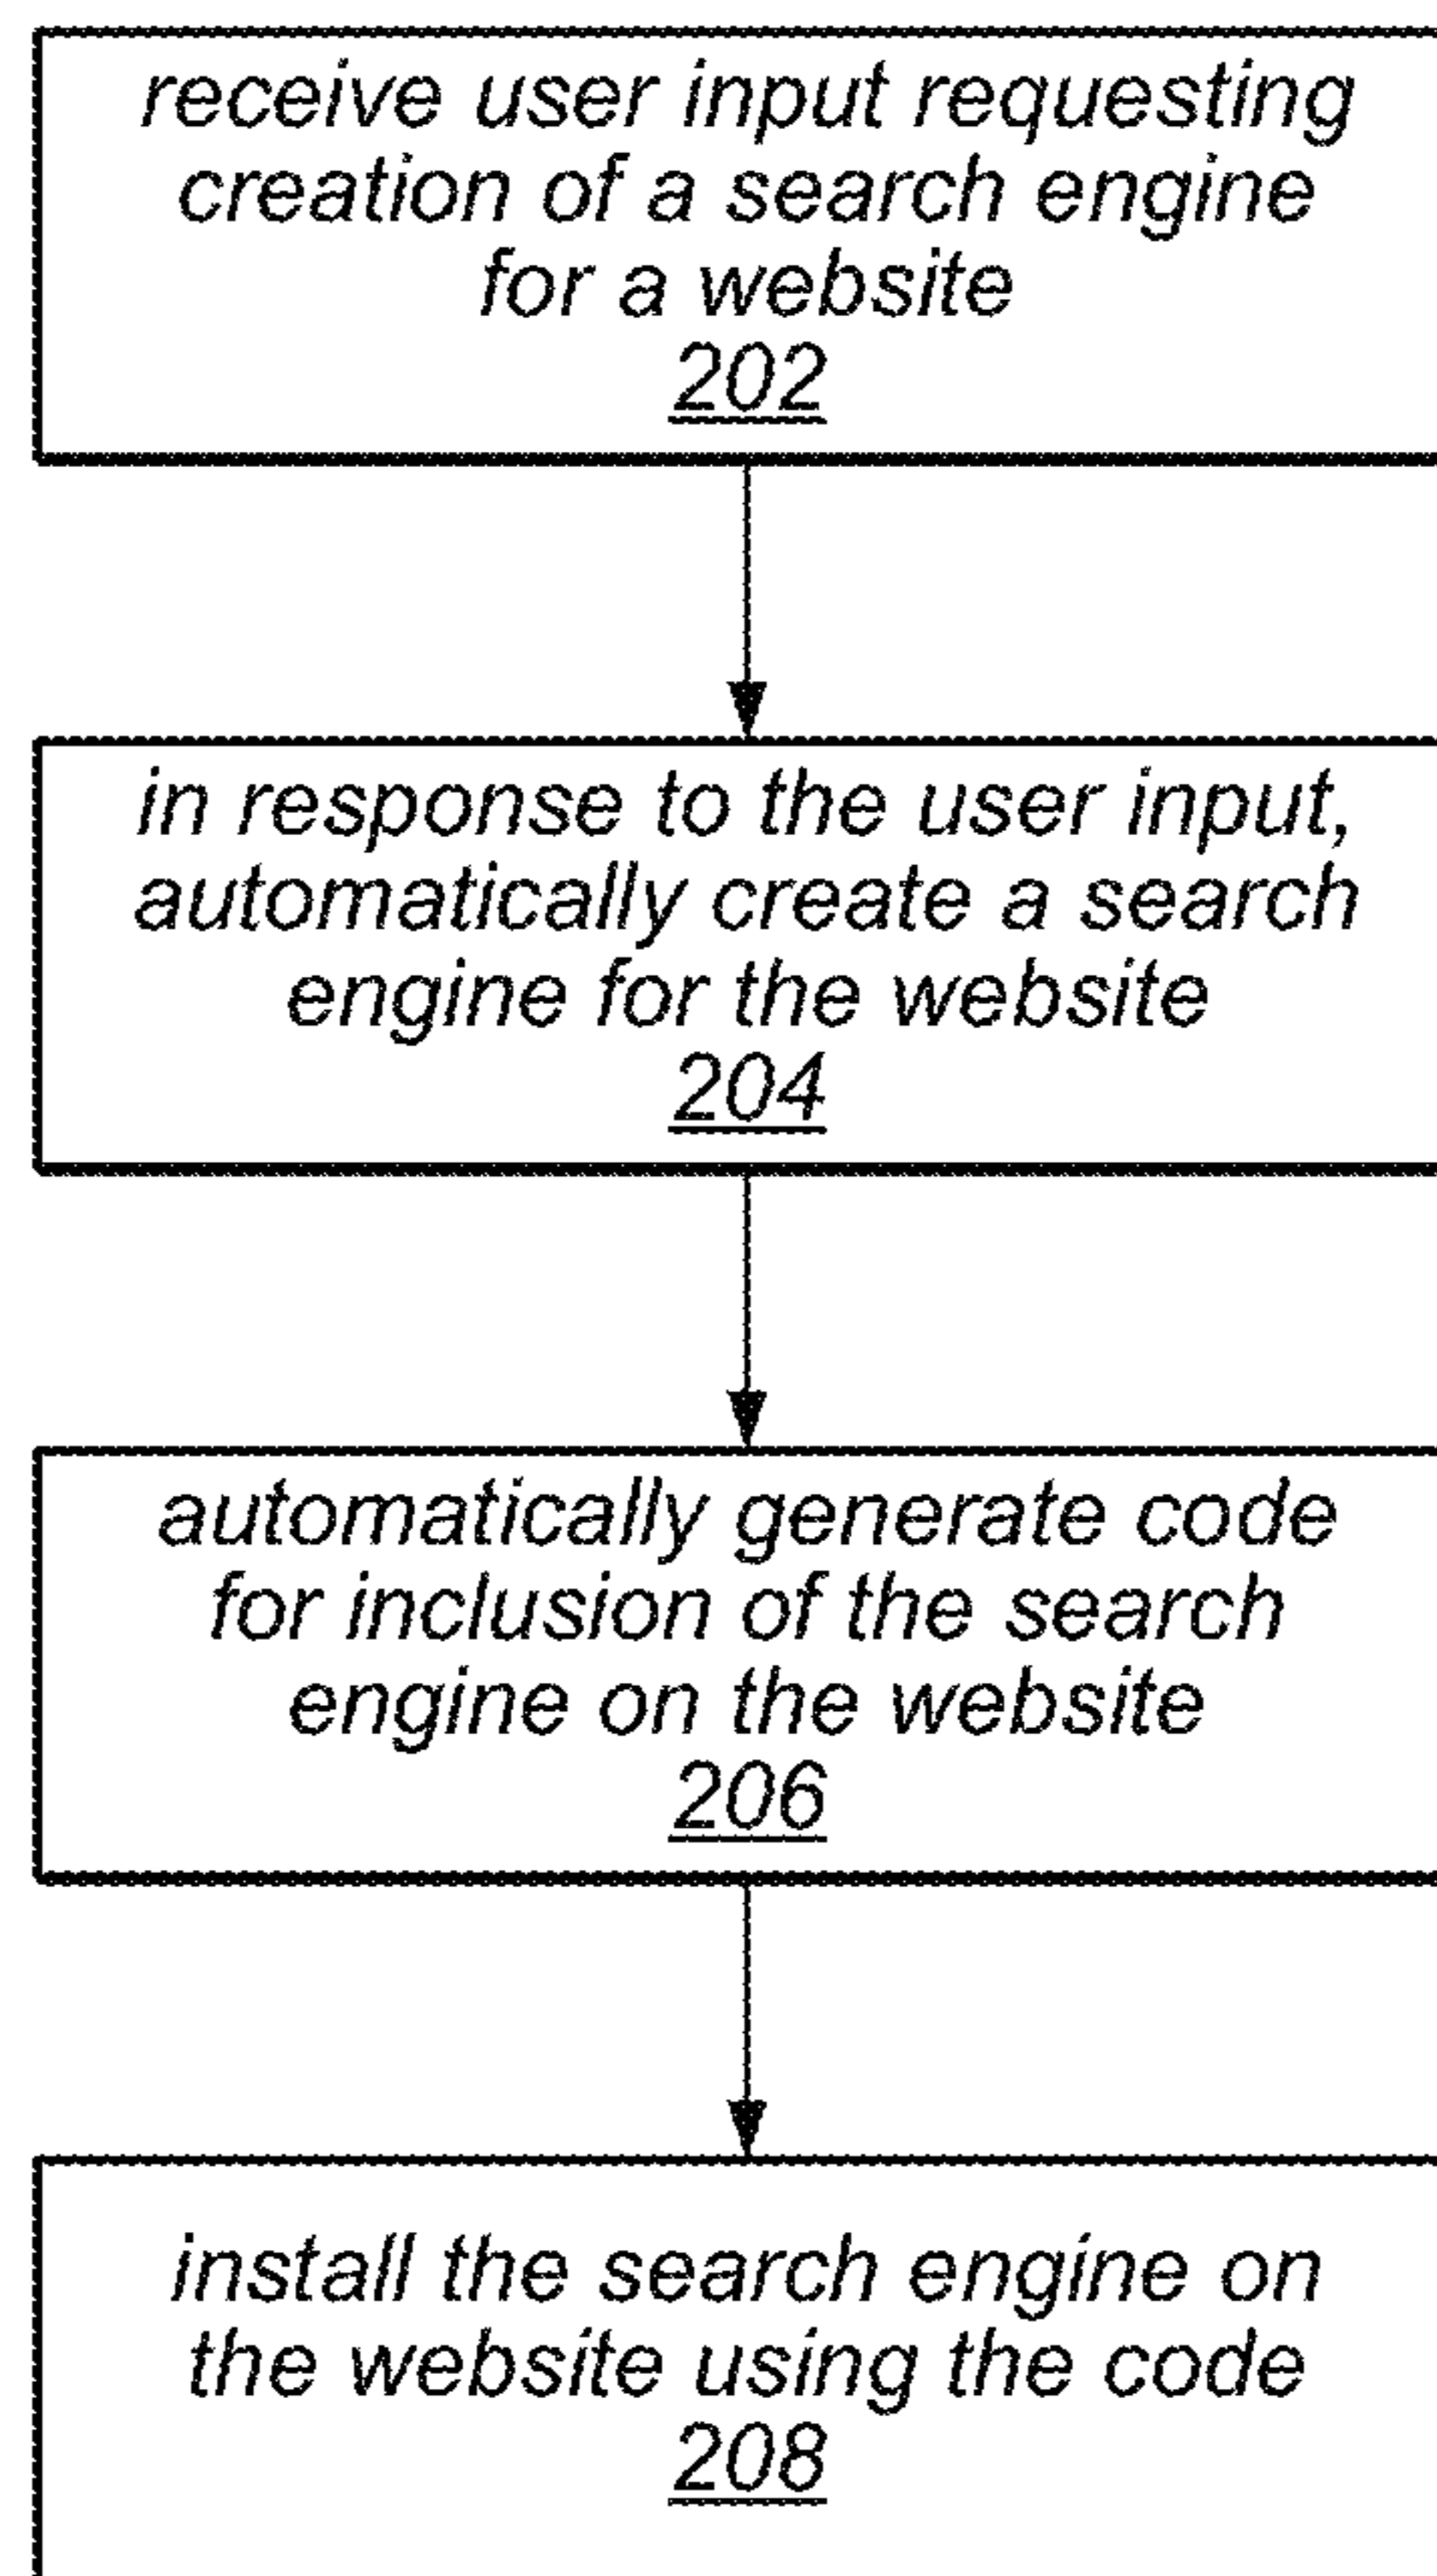 receive user input requesting
creation of a search engine
for a website
202
in response to the user input,
automatically create a search
engine for the website
204
automatically generate code
for inclusion of the search
engine on the website
206
install the search engine on
the website using the code
208